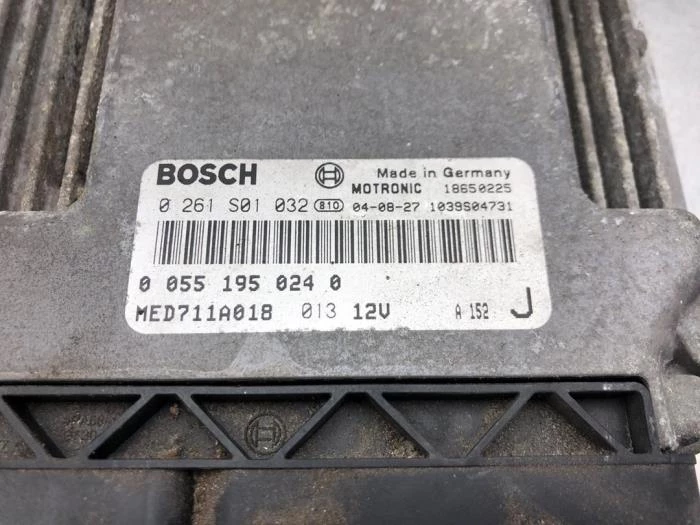 BOSCH Made in Germany
MOTRONIC 18650225
0 261 S01 032 810 04-08-27 1039S04731
0 055 195 024 0
MED711A018 013 12V A 152 J